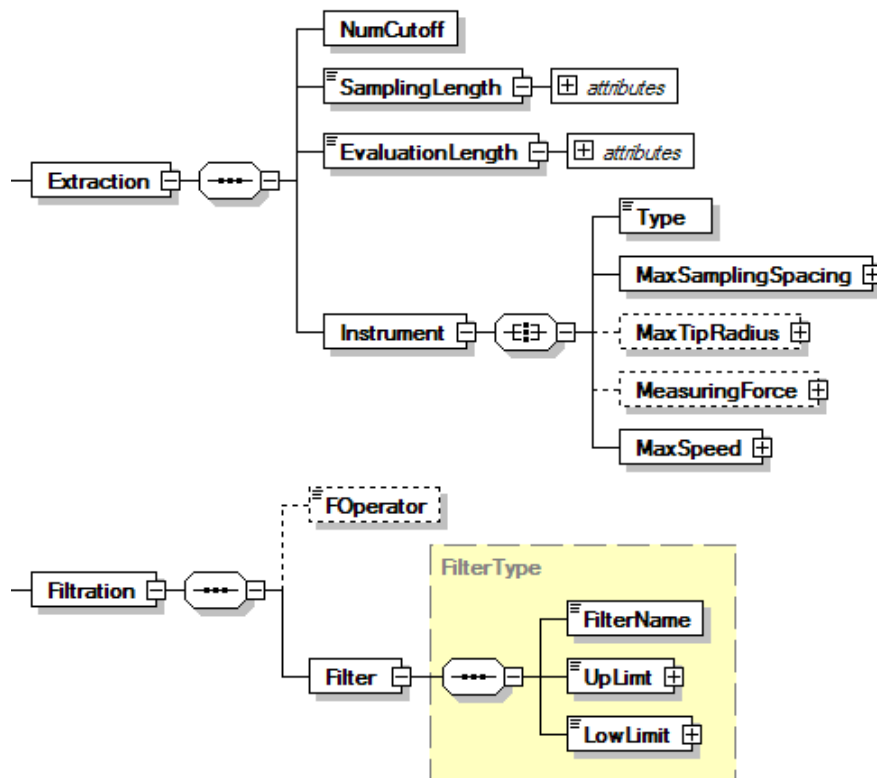 NumCutoff
SamplingLength
attributes
EvaluationLength
attributes
Extraction
Type
MaxSamplingSpacing
Instrument
MaxTipRadius
MeasuringForce
MaxSpeed
FOperator
FilterType
Filtration
FilterName
Filter
UpLimt
LowLimit